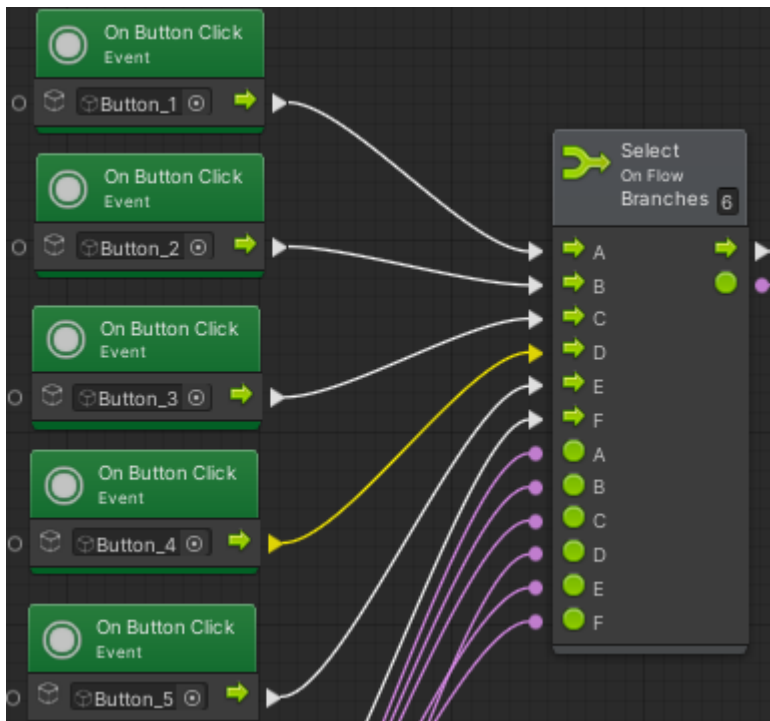 On Button Click
Event
Button_1
On Button Click
Event
Button_2
On Button Click
Event
Button_3
On Button Click
Event
Button_4
On Button Click
Event
Button_5
Select
On Flow
Branches 6
A
B
C
D
E
F
A
B
C
D
E
F